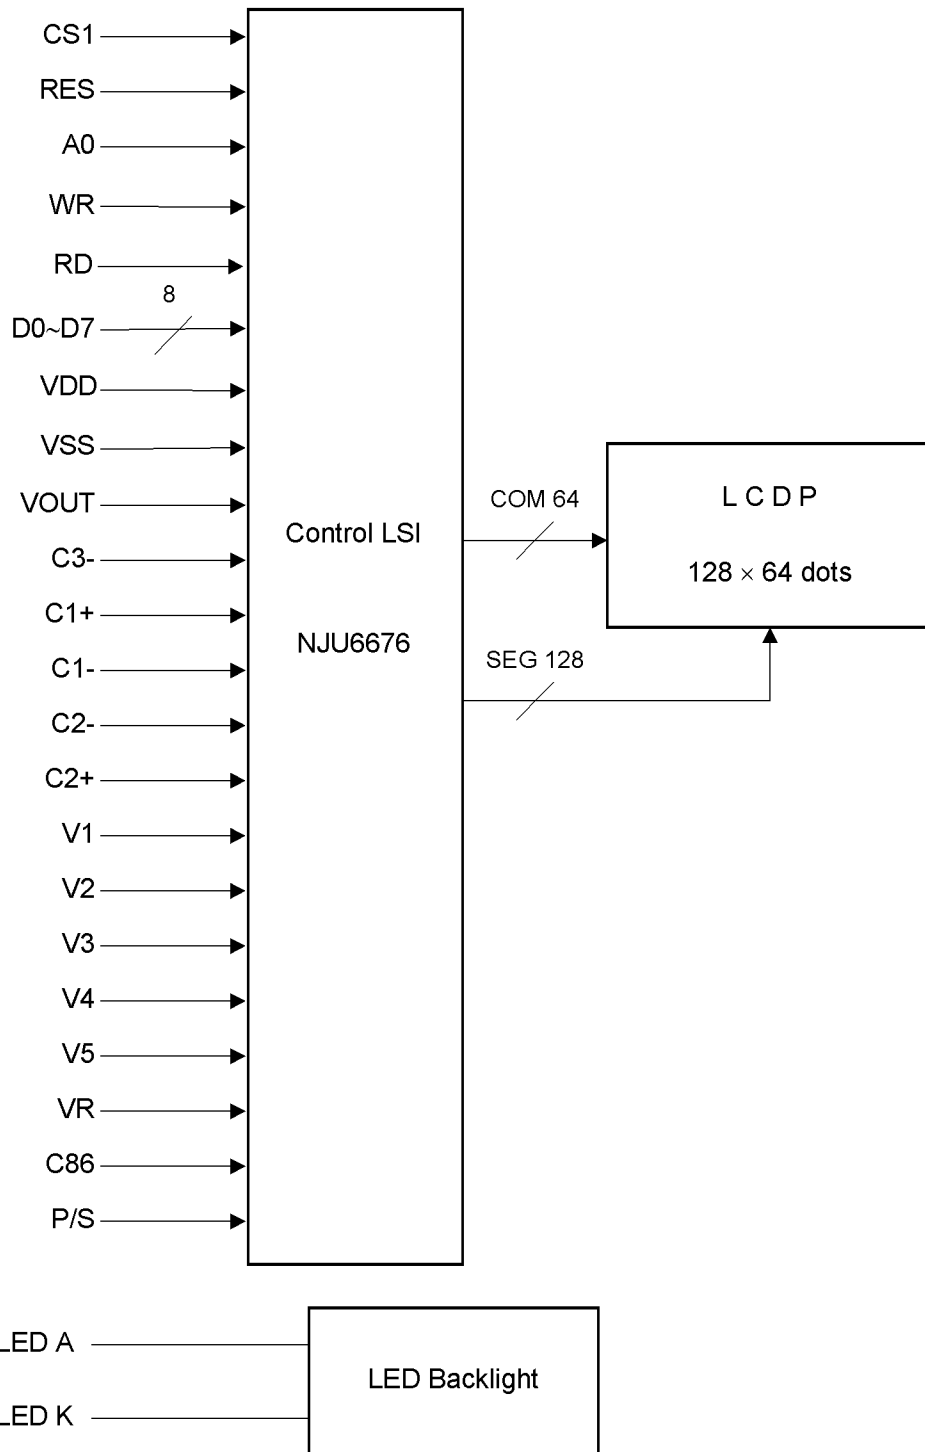 CS1
RES
A0
WR
RD
8
D0~D7
VDD
VSS
VOUT
C3-
C1+
C1-
C2-
C2+
V1
V2
V3
V4
V5
VR
C86
P/S
Control LSI
NJU6676
COM 64
SEG 128
L C D P
128 × 64 dots
LED A
LED K
LED Backlight